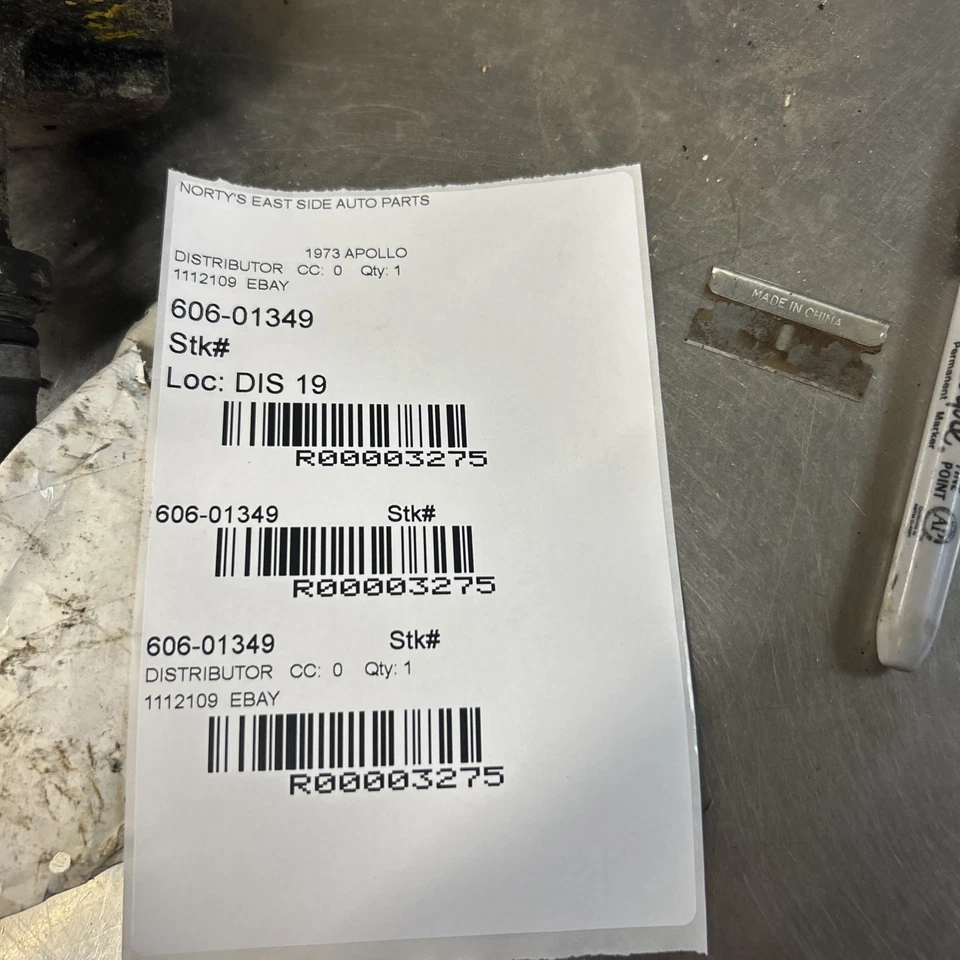 NORTY'S EAST SIDE AUTO PARTS
1973 APOLLO
DISTRIBUTOR CC: 0 Qty: 1
1112109 EBAY
606-01349
Stk#
Loc: DIS 19
R00003275
606-01349 Stk#
R00003275
606-01349 Stk#
DISTRIBUTOR CC: 0 Qty: 1
1112109 EBAY
R00003275
MADE IN CHINA
Permanent Marker
POINT
AP